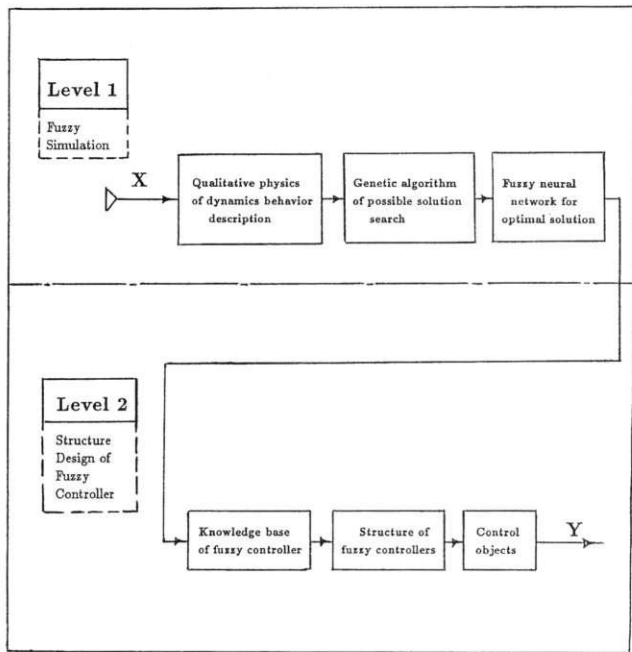 Level 1
Fuzzy
Simulation
X
Qualitative physics
of dynamics behavior
description
Genetic algorithm
of possible solution
search
Fuzzy neural
network for
optimal solution
Level 2
Structure
Design of
Fuzzy
Controller
Knowledge base
of fuzzy controller
Structure of
fuzzy controllers
Control
objects
Y